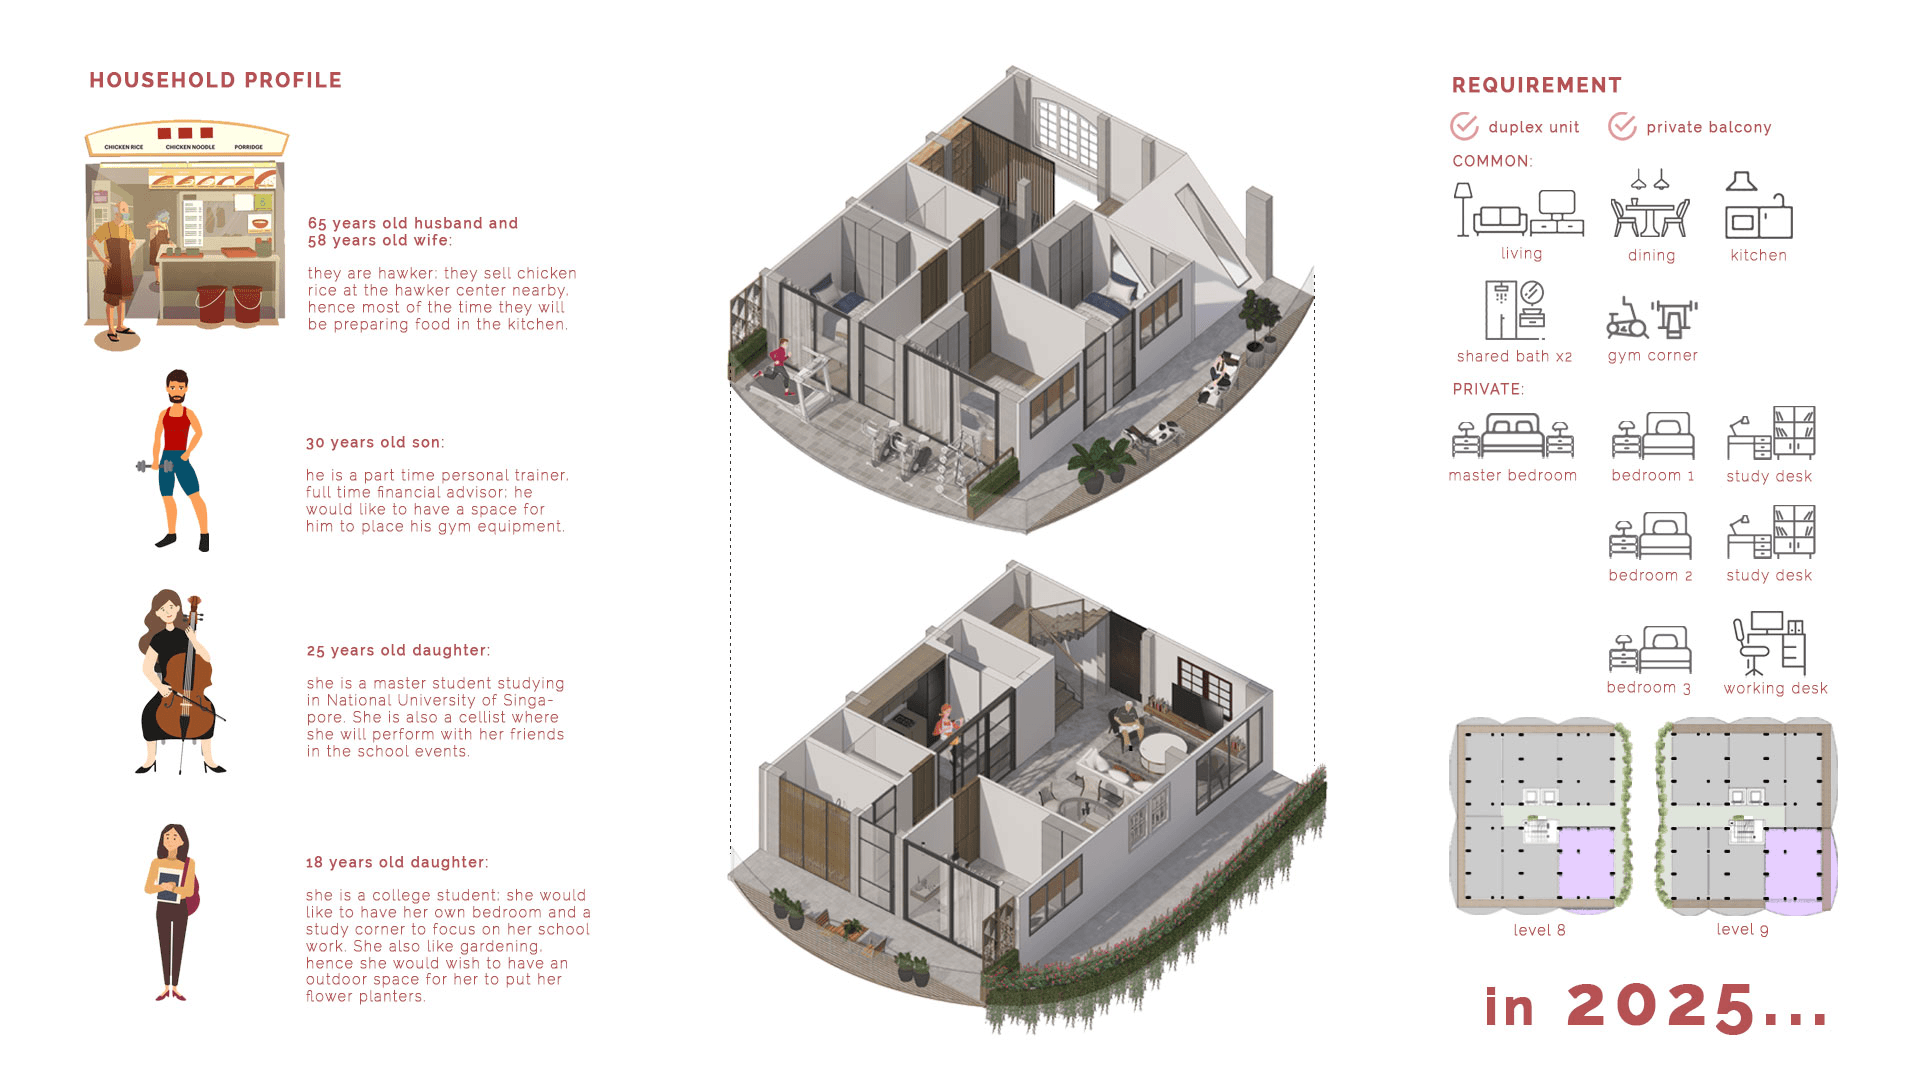 HOUSEHOLD PROFILE
CHICKEN RICE
CHICKEN NOODLE
PORRIDGE
65 years old husband and
58 years old wife:
they are hawker; they sell chicken
rice at the hawker center nearby,
hence most of the time they will
be preparing food in the kitchen.
30 years old son:
he is a part time personal trainer,
full time financial advisor; he
would like to have a space for
him to place his gym equipment.
25 years old daughter:
she is a master student studying
in National University of Singa-
pore. She is also a cellist where
she will perform with her friends
in the school events.
18 years old daughter:
she is a college student; she would
like to have her own bedroom and a
study corner to focus on her school
work. She also like gardening,
hence she would wish to have an
outdoor space for her to put her
flower planters.
REQUIREMENT
duplex unit
private balcony
COMMON:
living
dining
kitchen
shared bath x2
gym corner
PRIVATE:
master bedroom
bedroom 1
study desk
bedroom 2
study desk
bedroom 3
working desk
level 8
level 9
in 2025...